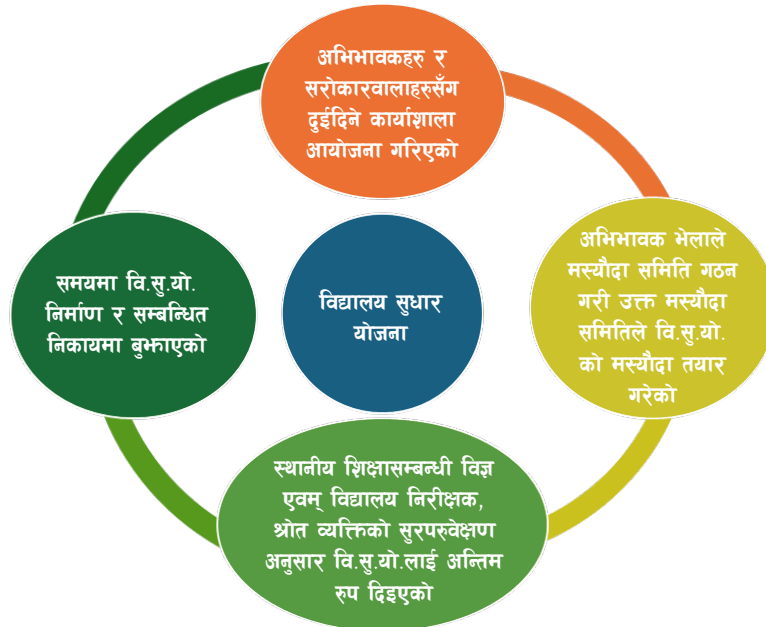 अभिभावकहरु र
सरोकारवालाहरुसँग
दुईदिने कार्याशाला
आयोजना गरिएको
अभिभावक भेलाले
मस्यौदा समिति गठन
गरी उक्त मस्यौदा
समितिले वि.सु.यो.
को मस्यौदा तयार
गरेको
स्थानीय शिक्षासम्बन्धी विज्ञ
एवम् विद्यालय निरीक्षक,
श्रोत व्यक्तिको सुरपरुवेक्षण
अनुसार वि.सु.यो.लाई अन्तिम
रुप दिइएको
समयमा वि.सु.यो.
निर्माण र सम्बन्धित
निकायमा बुझाएको
विद्यालय सुधार
योजना